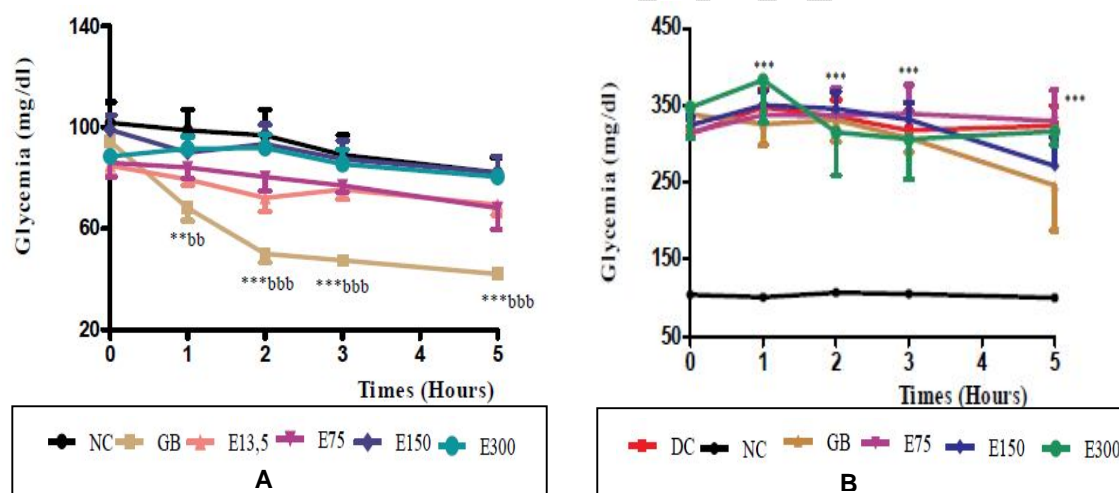 140
100
60
20
Glycemia (mg/dl)
**bb
***bbb
***bbb
***bbb
0 1 2 3 4 5
Times (Hours)
NC GB E13,5 E75 E150 E300
A
450
350
250
150
50
Glycemia (mg/dl)
***
***
***
***
0 1 2 3 4 5
Times (Hours)
DC NC GB E75 E150 E300
B